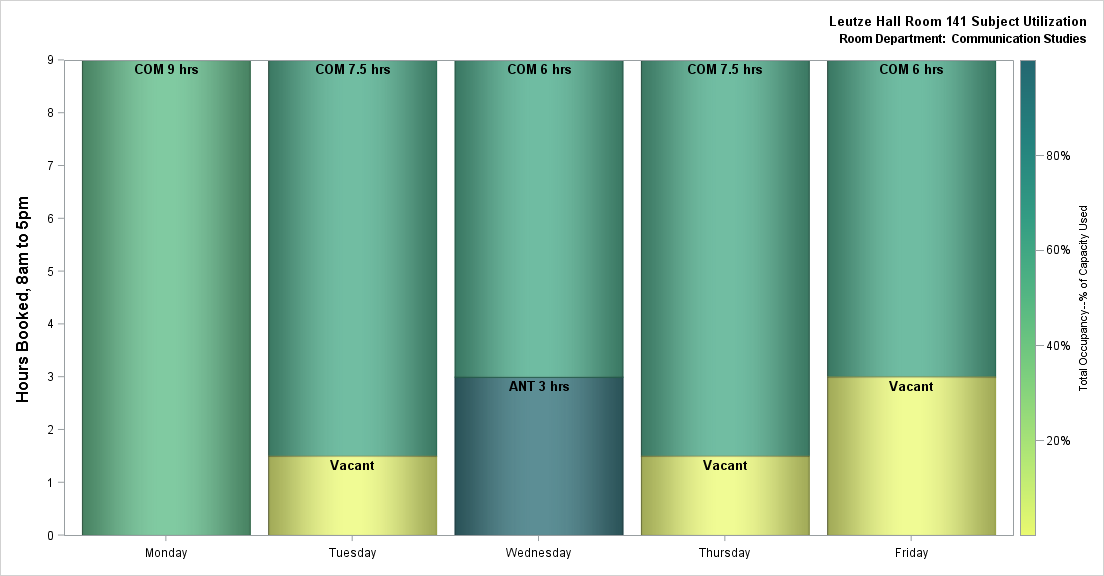 Leutze Hall Room 141 Subject Utilization
Room Department: Communication Studies
Hours Booked, 8am to 5pm
9
8
7
6
5
4
3
2
1
0
COM 9 hrs
COM 7.5 hrs
COM 6 hrs
COM 7.5 hrs
COM 6 hrs
ANT 3 hrs
Vacant
Vacant
Vacant
Monday
Tuesday
Wednesday
Thursday
Friday
80%
60%
40%
20%
Total Occupancy--% of Capacity Used